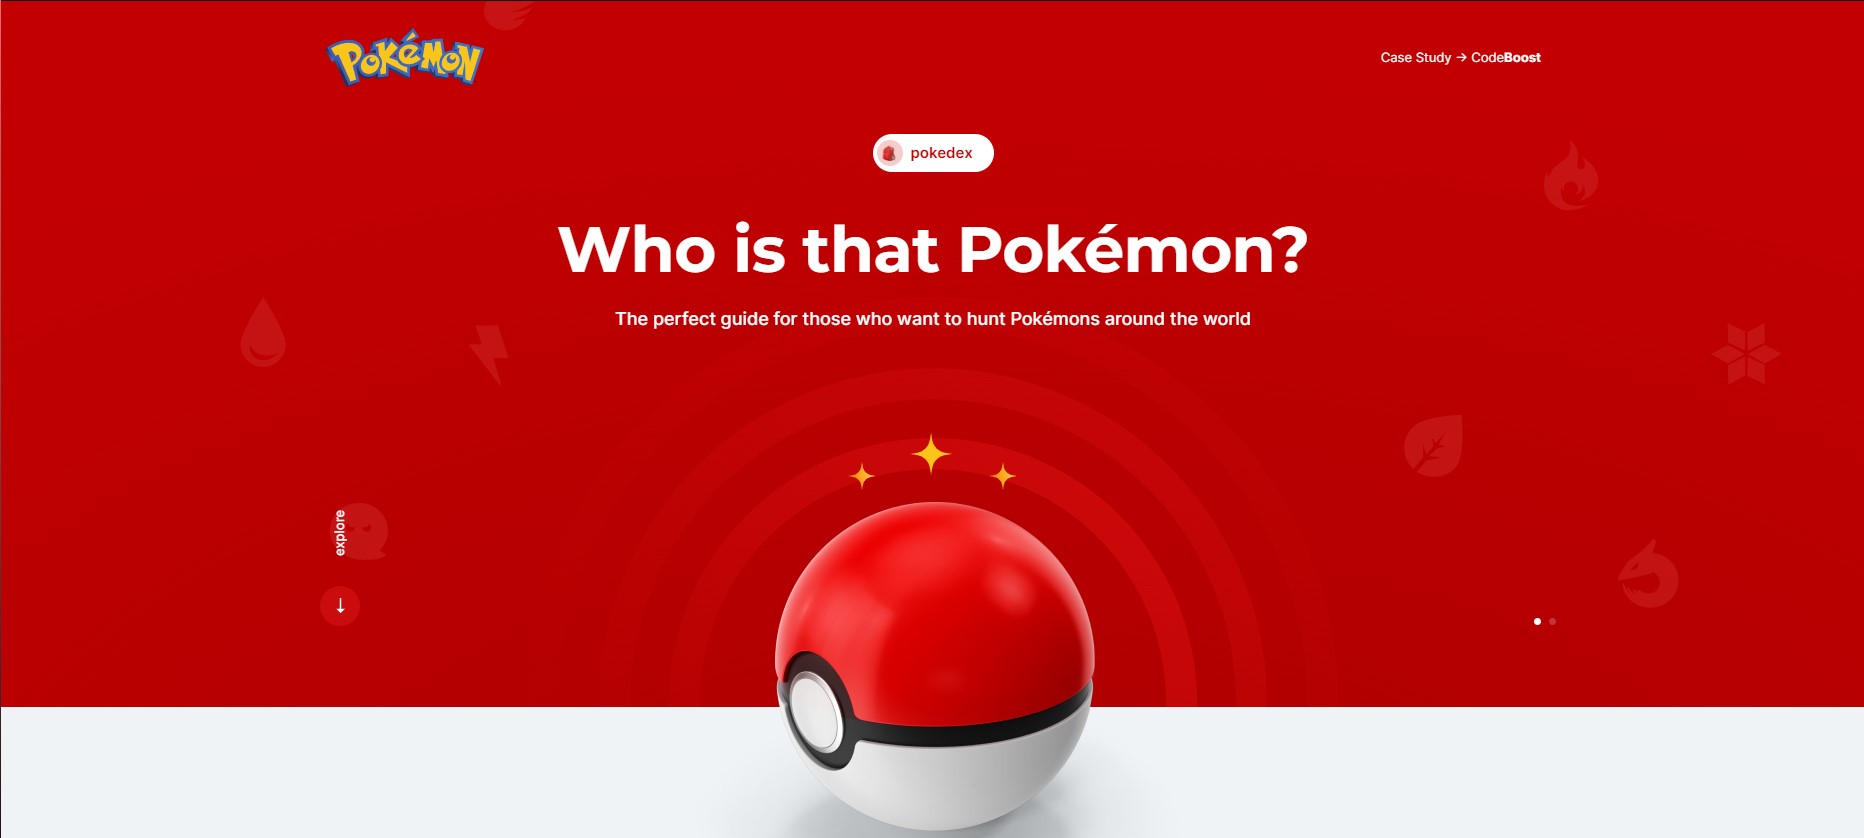 POKéMON
Case Study → CodeBoost
pokedex
Who is that Pokémon?
The perfect guide for those who want to hunt Pokémons around the world
explore